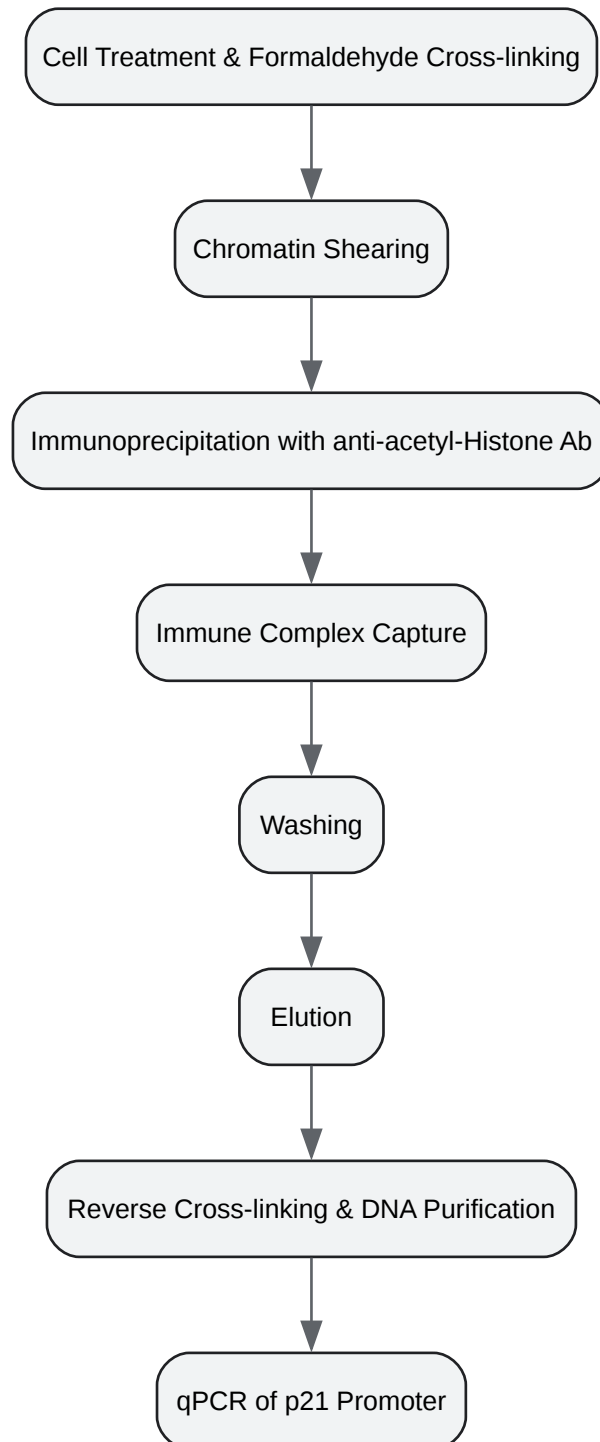 Cell Treatment & Formaldehyde Cross-linking
Chromatin Shearing
Immunoprecipitation with anti-acetyl-Histone Ab
Immune Complex Capture
Washing
Elution
Reverse Cross-linking & DNA Purification
qPCR of p21 Promoter